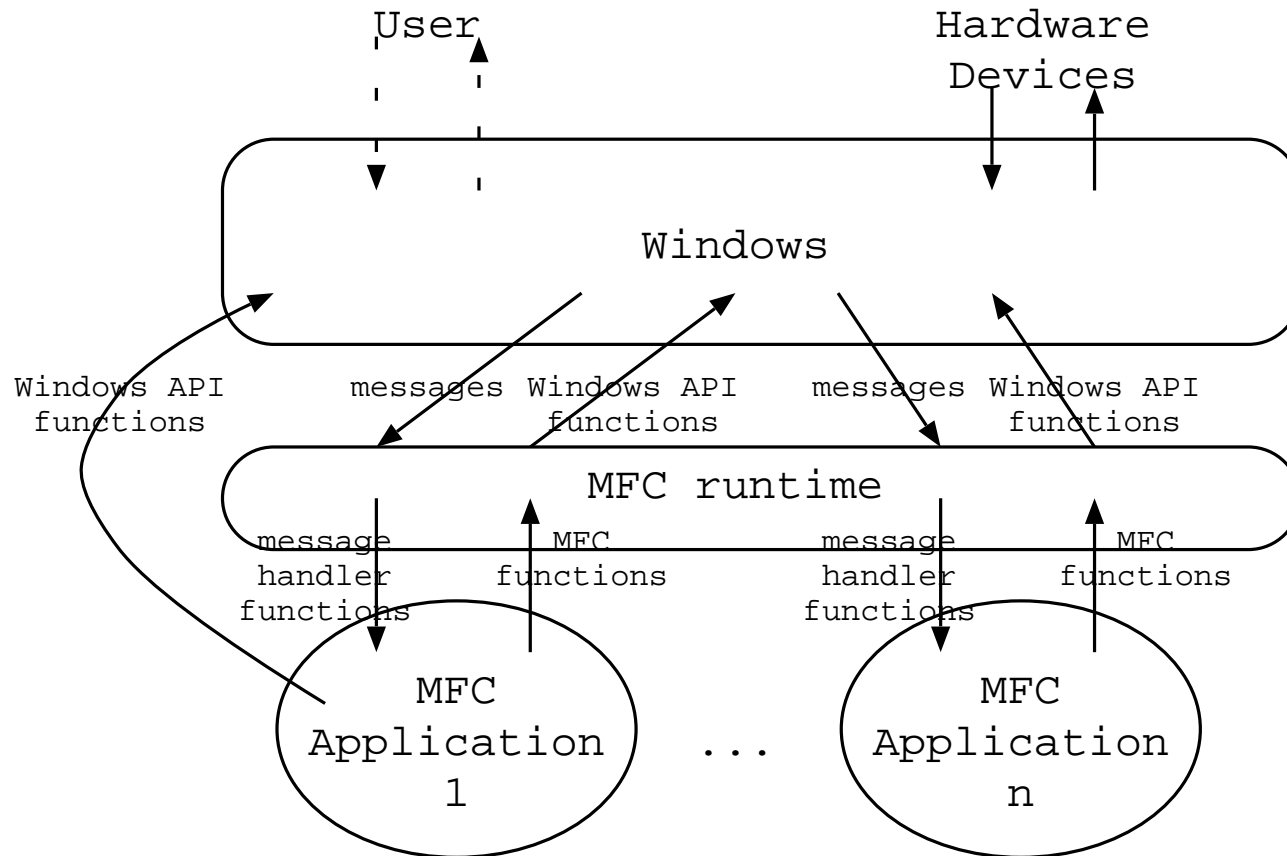 User
Hardware
Devices
Windows
Windows API
functions
messages
Windows API
functions
messages
Windows API
functions
MFC runtime
message
handler
functions
MFC
functions
message
handler
functions
MFC
functions
MFC
Application
1
...
MFC
Application
n